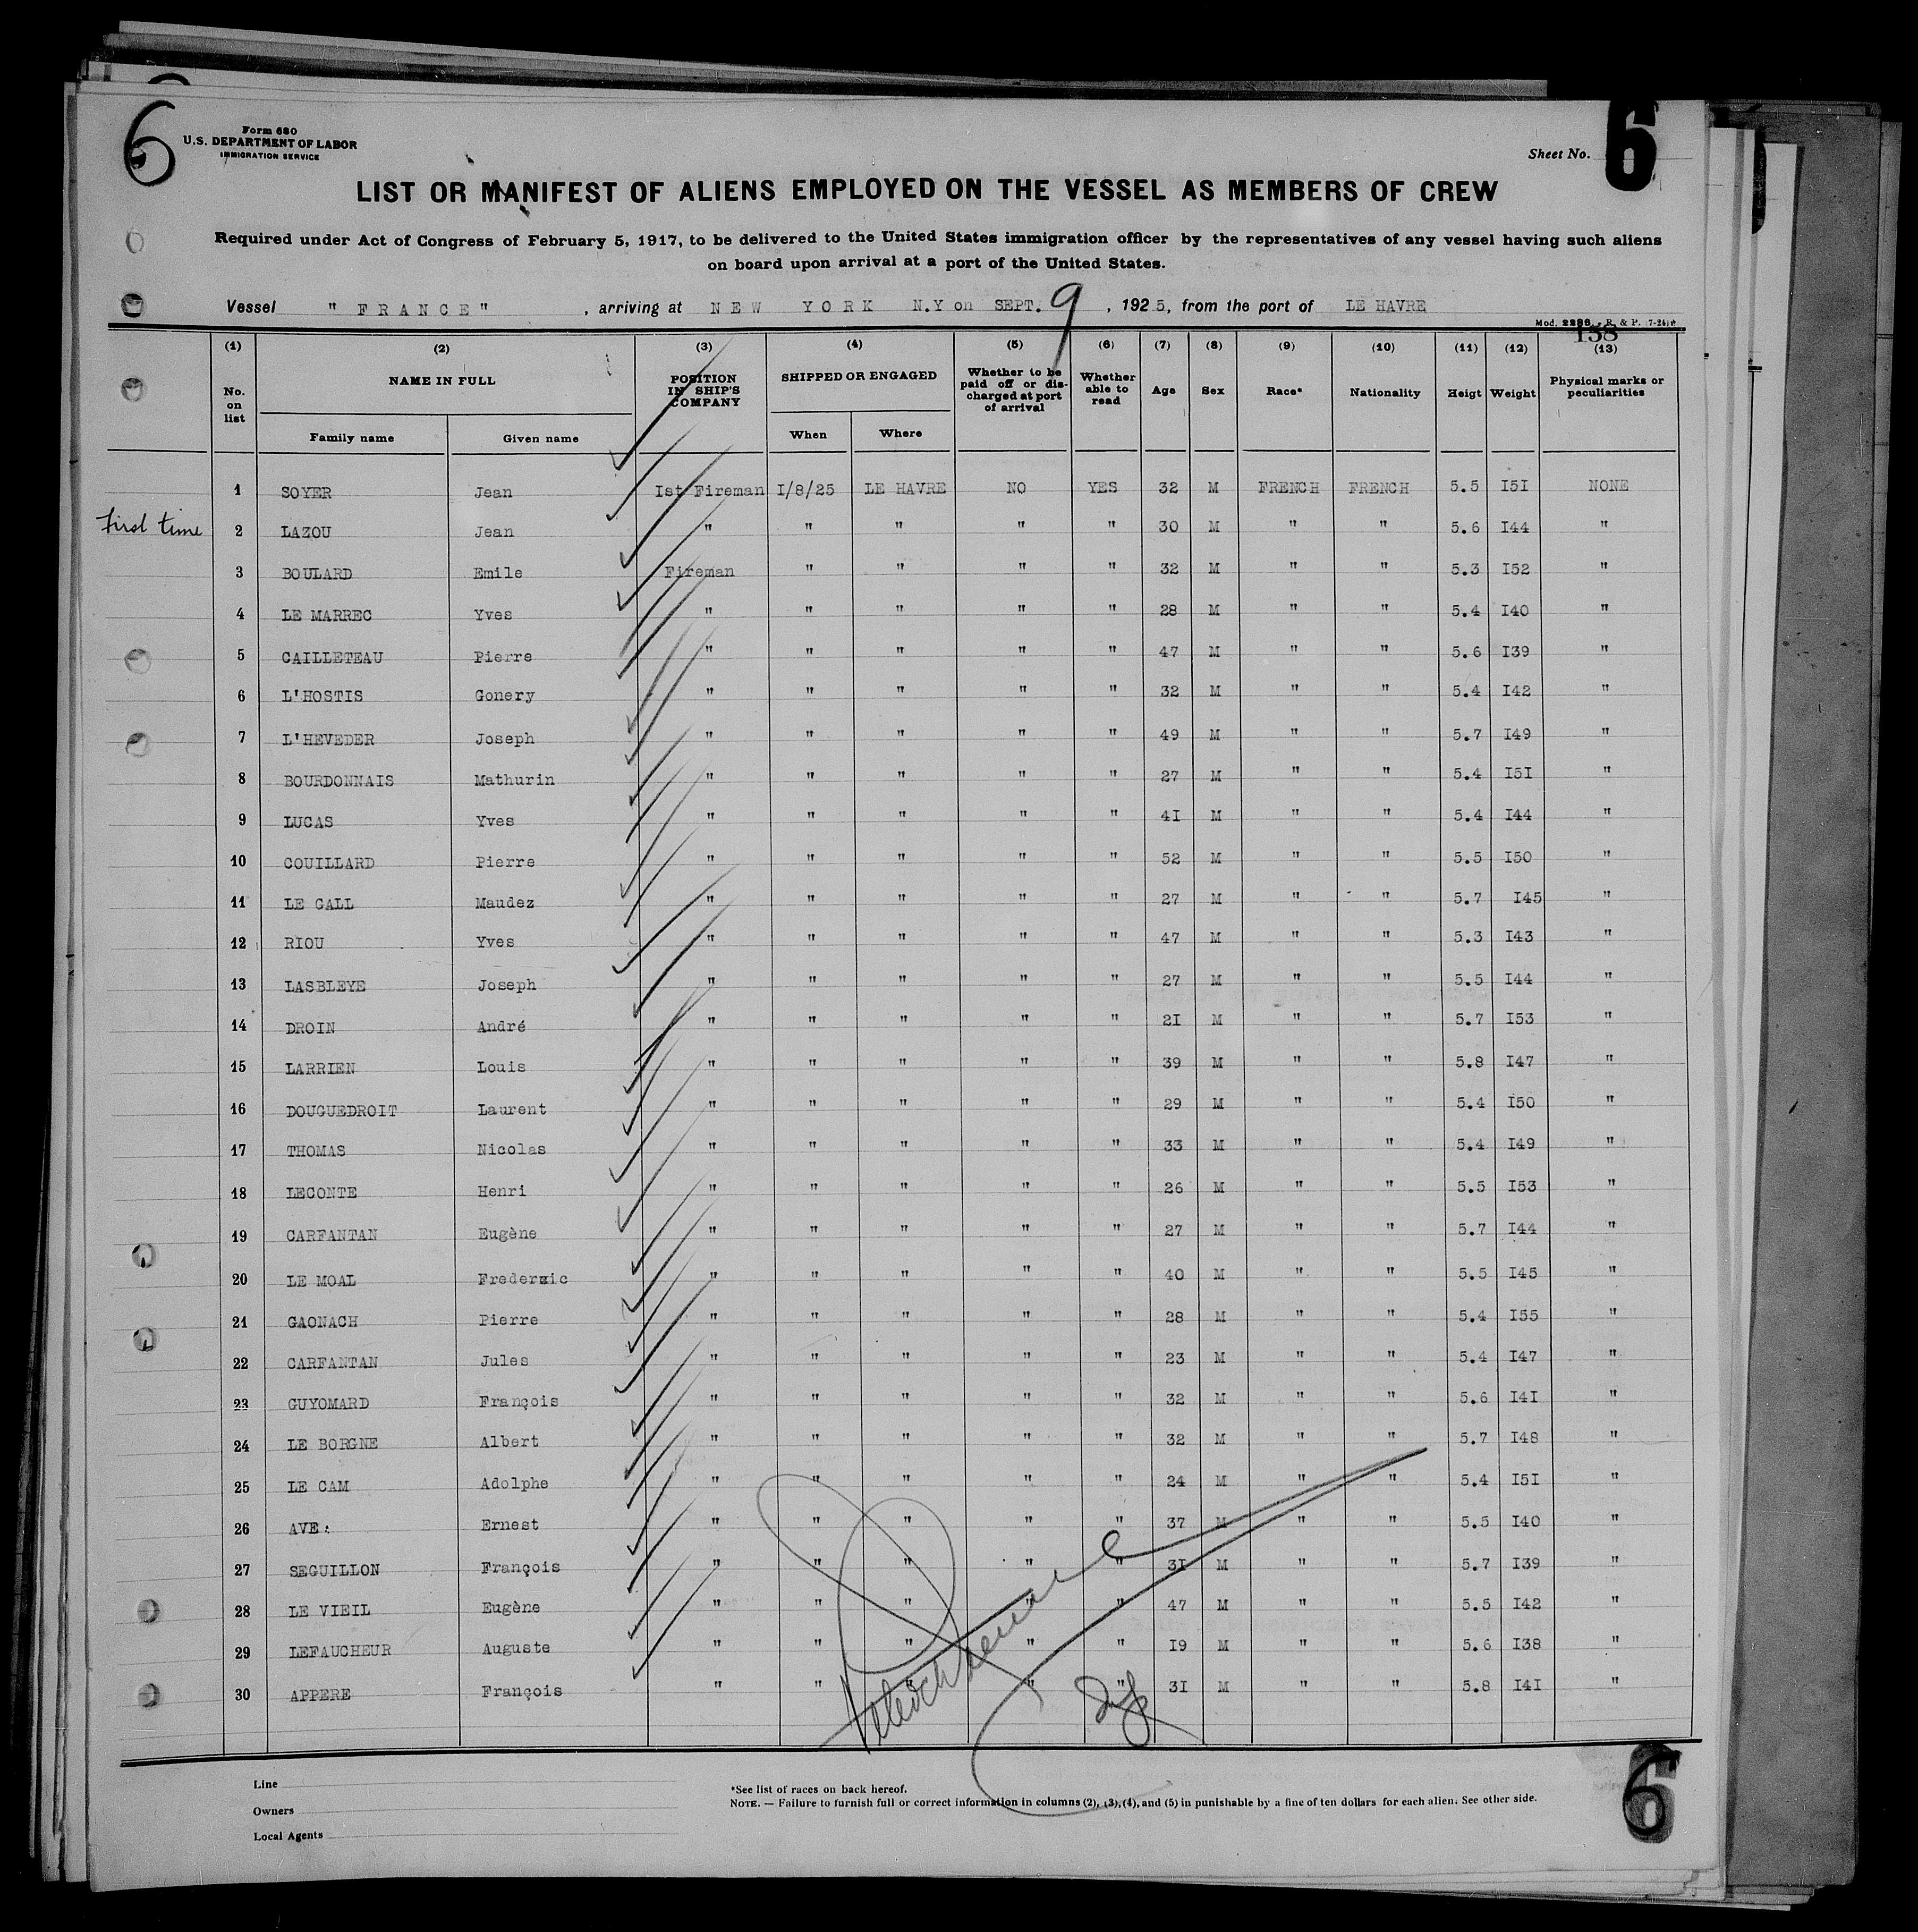 6
Form 680
U.S. DEPARTMENT OF LABOR
IMMIGRATION SERVICE
Sheet No. 6
LIST OR MANIFEST OF ALIENS EMPLOYED ON THE VESSEL AS MEMBERS OF CREW
Required under Act of Congress of February 5, 1917, to be delivered to the United States immigration officer by the representatives of any vessel having such aliens
on board upon arrival at a port of the United States.
Vessel "FRANCE", arriving at NEW YORK N.Y on SEPT. 9, 1925, from the port of LE HAVRE
Mod. 2286 - R. & P. (7-24)
158
(1) (2) (3) (4) (5) (6) (7) (8) (9) (10) (11) (12) (13)
No. on list NAME IN FULL POSITION IN SHIP'S COMPANY SHIPPED OR ENGAGED Whether to be paid off or discharged at port of arrival Whether able to read Age Sex Race* Nationality Heigt Weight Physical marks or peculiarities
Family name Given name When Where
1 SOYER Jean Ist Fireman I/8/25 LE HAVRE NO YES 32 M FRENCH FRENCH 5.5 I5I NONE
first time 2 LAZOU Jean " " " " " 30 M " " 5.6 I44 "
3 BOULARD Emile Fireman " " " " 32 M " " 5.3 I52 "
4 LE MARREC Yves " " " " " 28 M " " 5.4 I40 "
5 CAILLETEAU Pierre " " " " " 47 M " " 5.6 I39 "
6 L'HOSTIS Gonery " " " " " 32 M " " 5.4 I42 "
7 L'HEVEDER Joseph " " " " " 49 M " " 5.7 I49 "
8 BOURDONNAIS Mathurin " " " " " 27 M " " 5.4 I5I "
9 LUCAS Yves " " " " " 4I M " " 5.4 I44 "
10 COUILLARD Pierre " " " " " 52 M " " 5.5 I50 "
11 LE GALL Maudez " " " " " 27 M " " 5.7 I45 "
12 RIOU Yves " " " " " 47 M " " 5.3 I43 "
13 LASBLEYE Joseph " " " " " 27 M " " 5.5 I44 "
14 DROIN André " " " " " 2I M " " 5.7 I53 "
15 LARRIEN Louis " " " " " 39 M " " 5.8 I47 "
16 DOUGUEDROIT Laurent " " " " " 29 M " " 5.4 I50 "
17 THOMAS Nicolas " " " " " 33 M " " 5.4 I49 "
18 LECONTE Henri " " " " " 26 M " " 5.5 I53 "
19 CARFANTAN Eugène " " " " " 27 M " " 5.7 I44 "
20 LE MOAL Frederic " " " " " 40 M " " 5.5 I45 "
21 GAONACH Pierre " " " " " 28 M " " 5.4 I55 "
22 CARFANTAN Jules " " " " " 23 M " " 5.4 I47 "
23 GUYOMARD François " " " " " 32 M " " 5.6 I4I "
24 LE BORGNE Albert " " " " " 32 M " " 5.7 I48 "
25 LE CAM Adolphe " " " " " 24 M " " 5.4 I5I "
26 AVE Ernest " " " " " 37 M " " 5.5 I40 "
27 SEGUILLON François " " " " " 3I M " " 5.7 I39 "
28 LE VIEIL Eugène " " " " " 47 M " " 5.5 I42 "
29 LEFAUCHEUR Auguste " " " " " I9 M " " 5.6 I38 "
30 APPERE François " " " " " 3I M " " 5.8 I4I "
Line
Owners
Local Agents
*See list of races on back hereof.
NOTE. — Failure to furnish full or correct information in columns (2), (3), (4), and (5) in punishable by a fine of ten dollars for each alien. See other side.
6